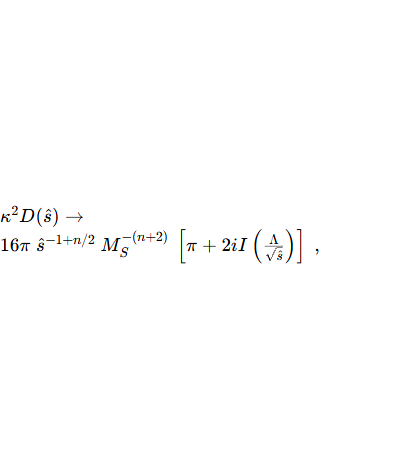 κ²D(ŝ) →
16π ŝ^{−1+n/2} M_S^{−(n+2)} [π + 2iI(Λ/√ŝ)] ,